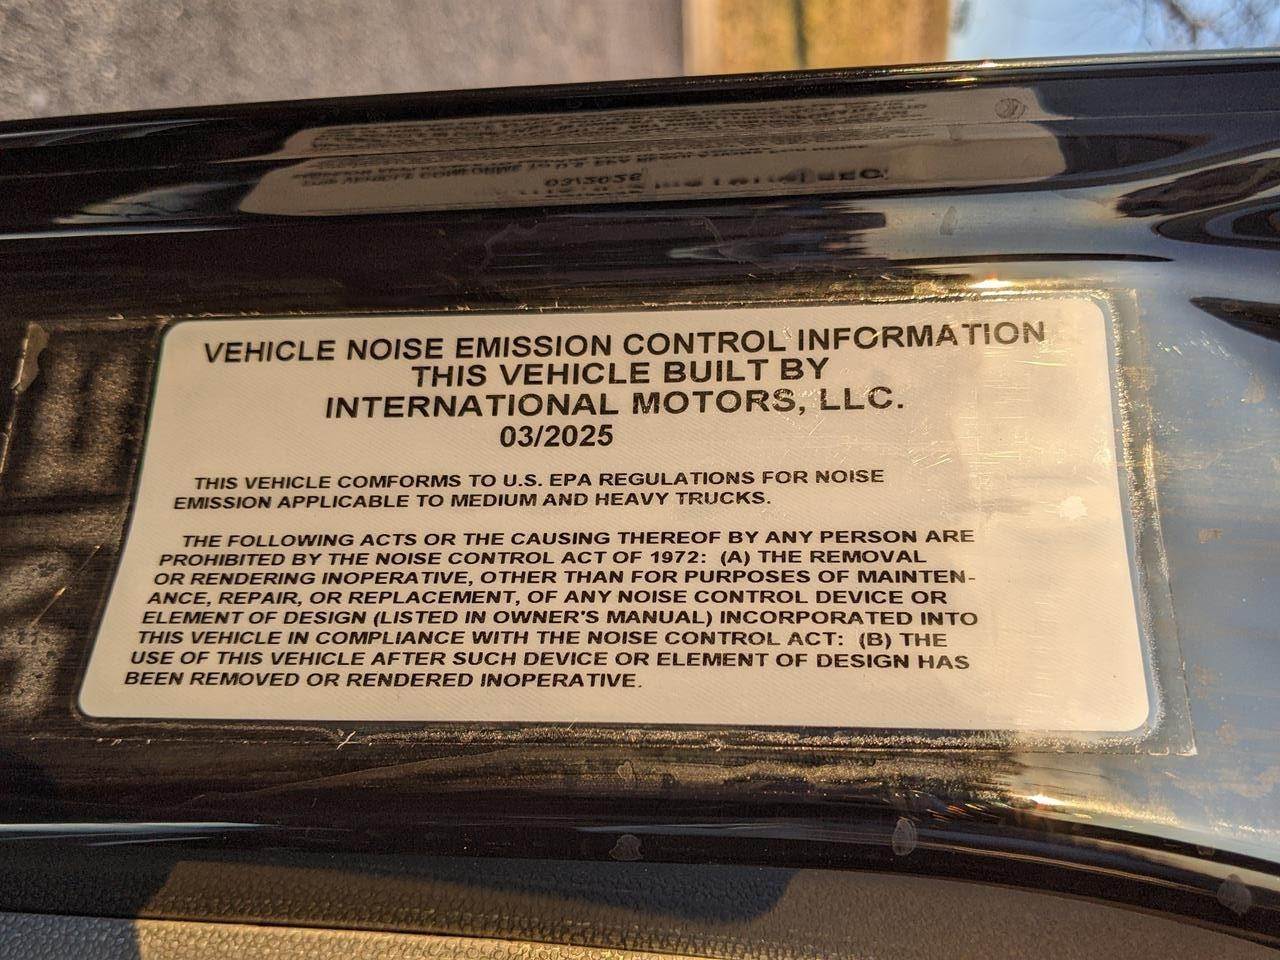 VEHICLE NOISE EMISSION CONTROL INFORMATION
THIS VEHICLE BUILT BY
INTERNATIONAL MOTORS, LLC.
03/2025
THIS VEHICLE COMFORMS TO U.S. EPA REGULATIONS FOR NOISE
EMISSION APPLICABLE TO MEDIUM AND HEAVY TRUCKS.
THE FOLLOWING ACTS OR THE CAUSING THEREOF BY ANY PERSON ARE
PROHIBITED BY THE NOISE CONTROL ACT OF 1972: (A) THE REMOVAL
OR RENDERING INOPERATIVE, OTHER THAN FOR PURPOSES OF MAINTEN-
ANCE, REPAIR, OR REPLACEMENT, OF ANY NOISE CONTROL DEVICE OR
ELEMENT OF DESIGN (LISTED IN OWNER'S MANUAL) INCORPORATED INTO
THIS VEHICLE IN COMPLIANCE WITH THE NOISE CONTROL ACT: (B) THE
USE OF THIS VEHICLE AFTER SUCH DEVICE OR ELEMENT OF DESIGN HAS
BEEN REMOVED OR RENDERED INOPERATIVE.